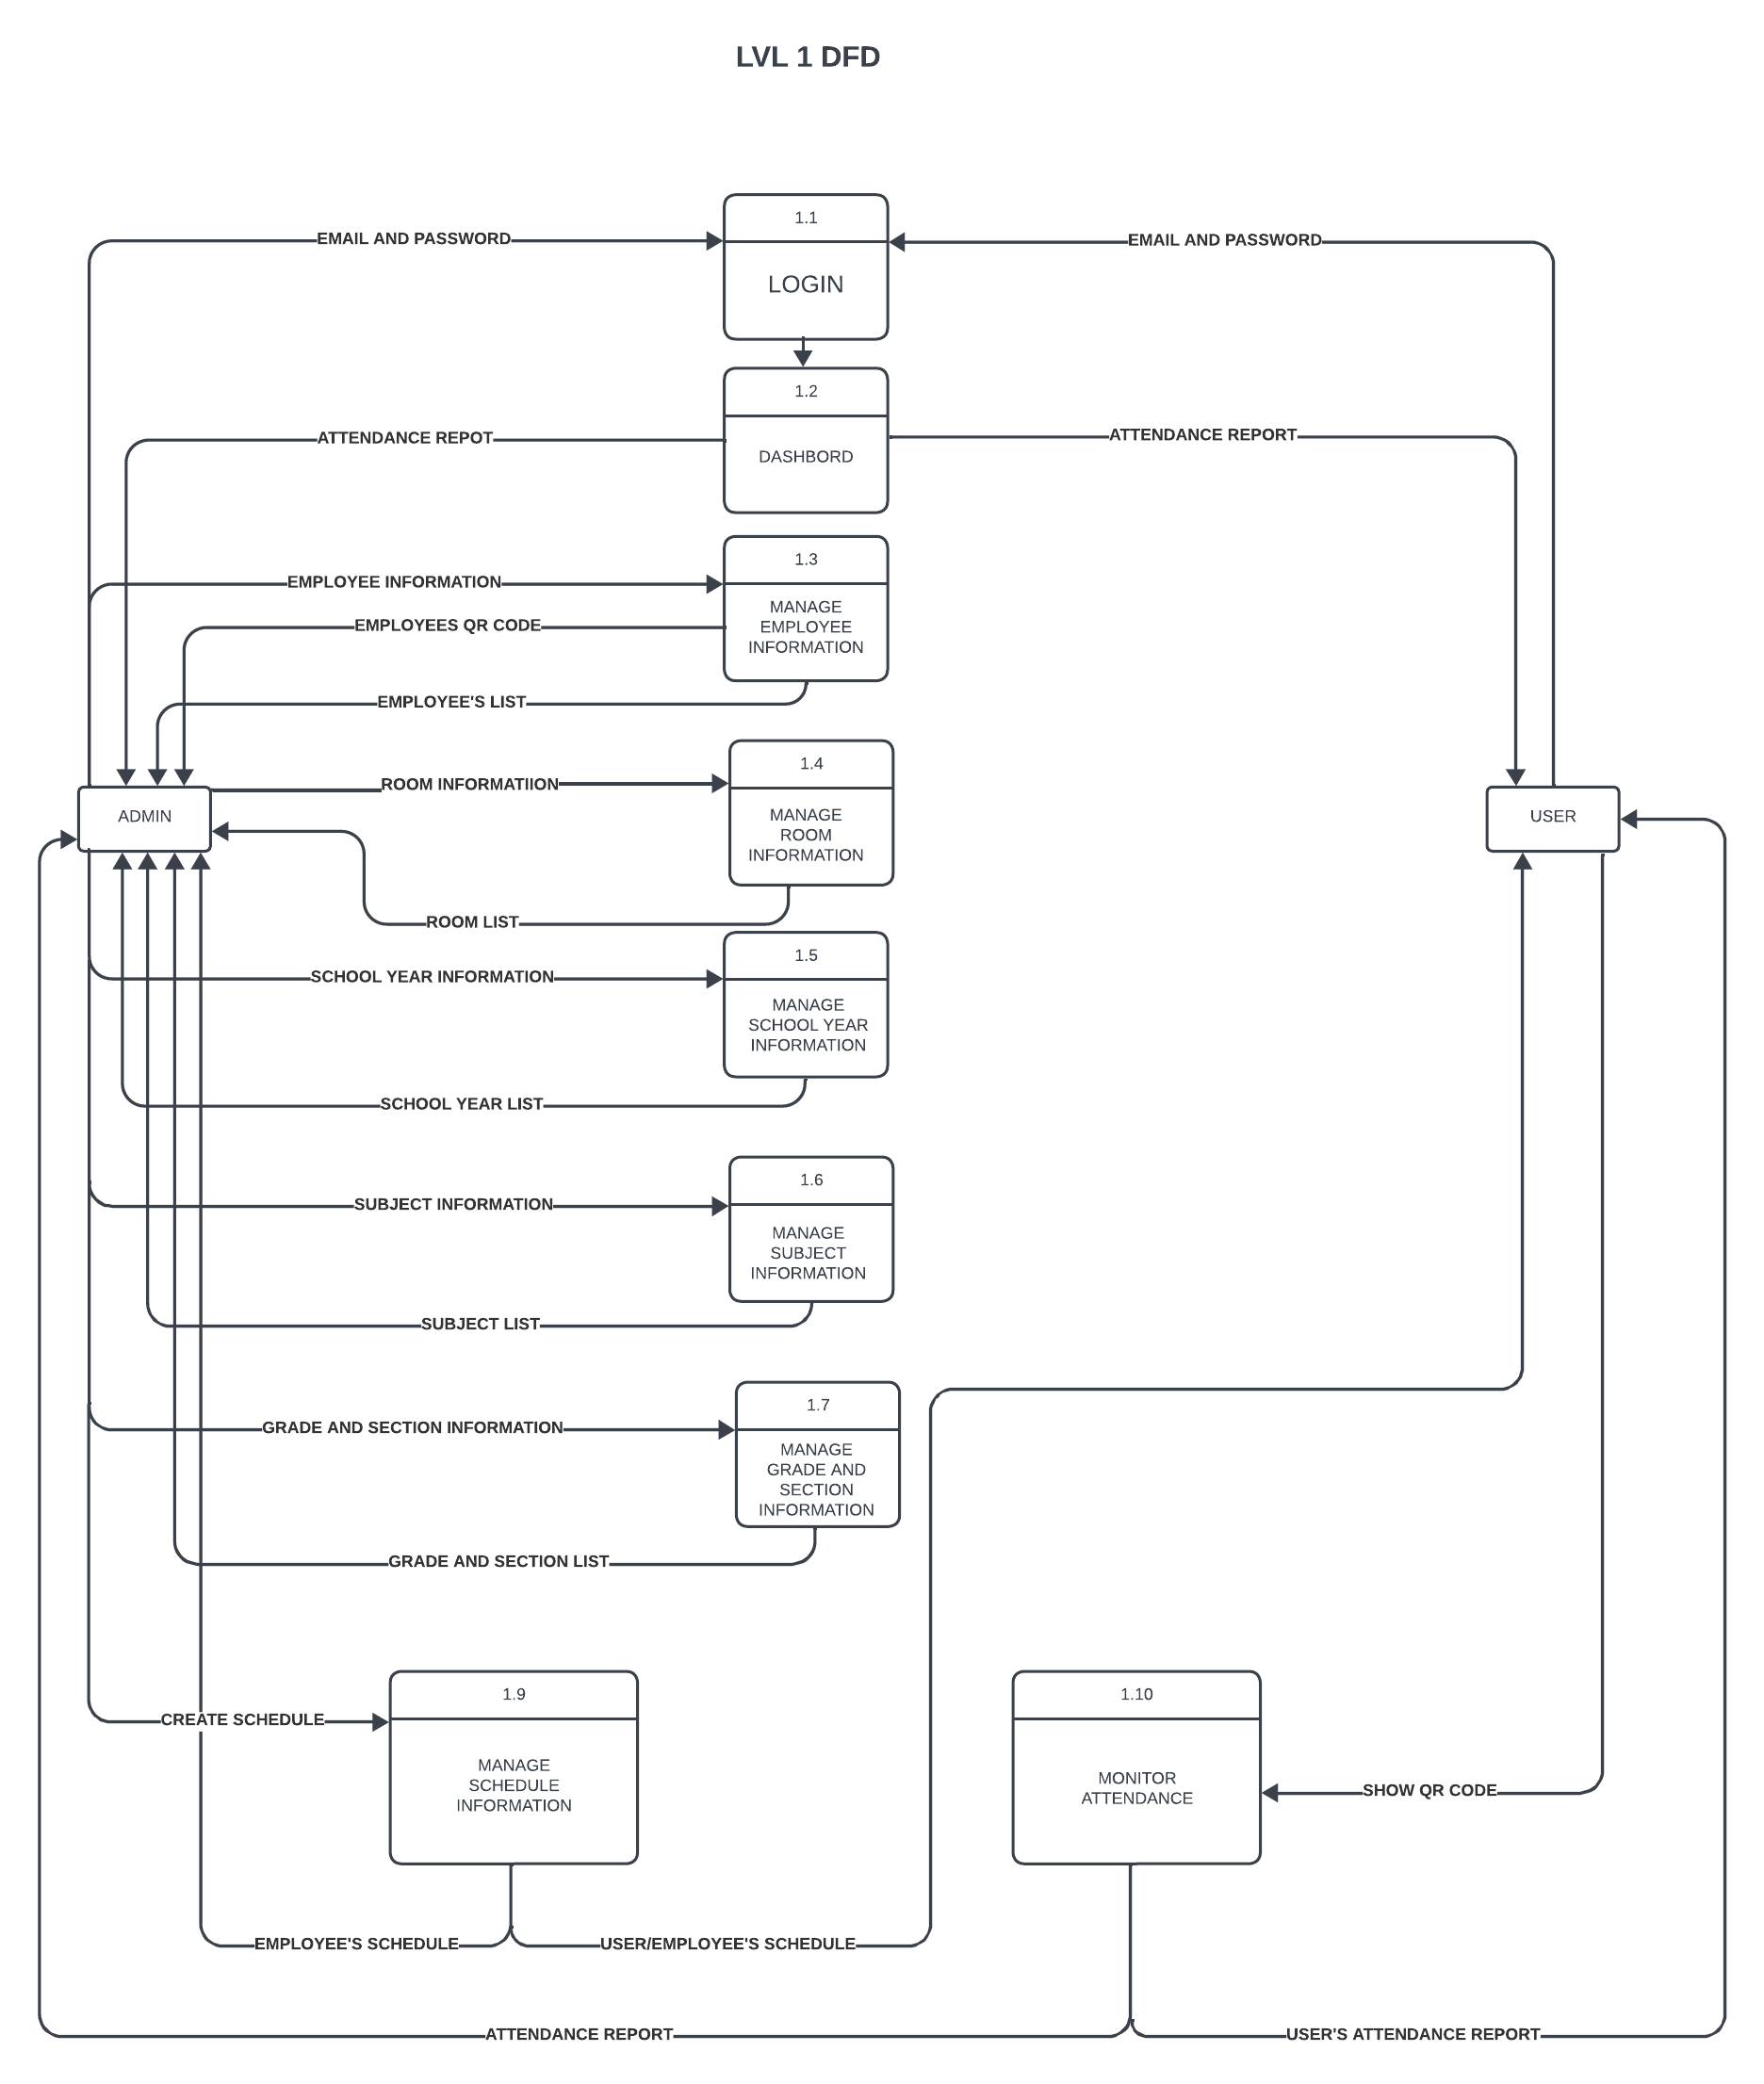 LVL 1 DFD
1.1
EMAIL AND PASSWORD
EMAIL AND PASSWORD
LOGIN
1.2
ATTENDANCE REPOT
ATTENDANCE REPORT
DASHBORD
1.3
EMPLOYEE INFORMATION
MANAGE
EMPLOYEE
INFORMATION
EMPLOYEES QR CODE
EMPLOYEE'S LIST
1.4
ROOM INFORMATIION
ADMIN
MANAGE
ROOM
INFORMATION
USER
ROOM LIST
1.5
SCHOOL YEAR INFORMATION
MANAGE
SCHOOL YEAR
INFORMATION
SCHOOL YEAR LIST
1.6
SUBJECT INFORMATION
MANAGE
SUBJECT
INFORMATION
SUBJECT LIST
1.7
GRADE AND SECTION INFORMATION
MANAGE
GRADE AND
SECTION
INFORMATION
GRADE AND SECTION LIST
1.9
1.10
CREATE SCHEDULE
MANAGE
SCHEDULE
INFORMATION
MONITOR
ATTENDANCE
SHOW QR CODE
EMPLOYEE'S SCHEDULE
USER/EMPLOYEE'S SCHEDULE
ATTENDANCE REPORT
USER'S ATTENDANCE REPORT